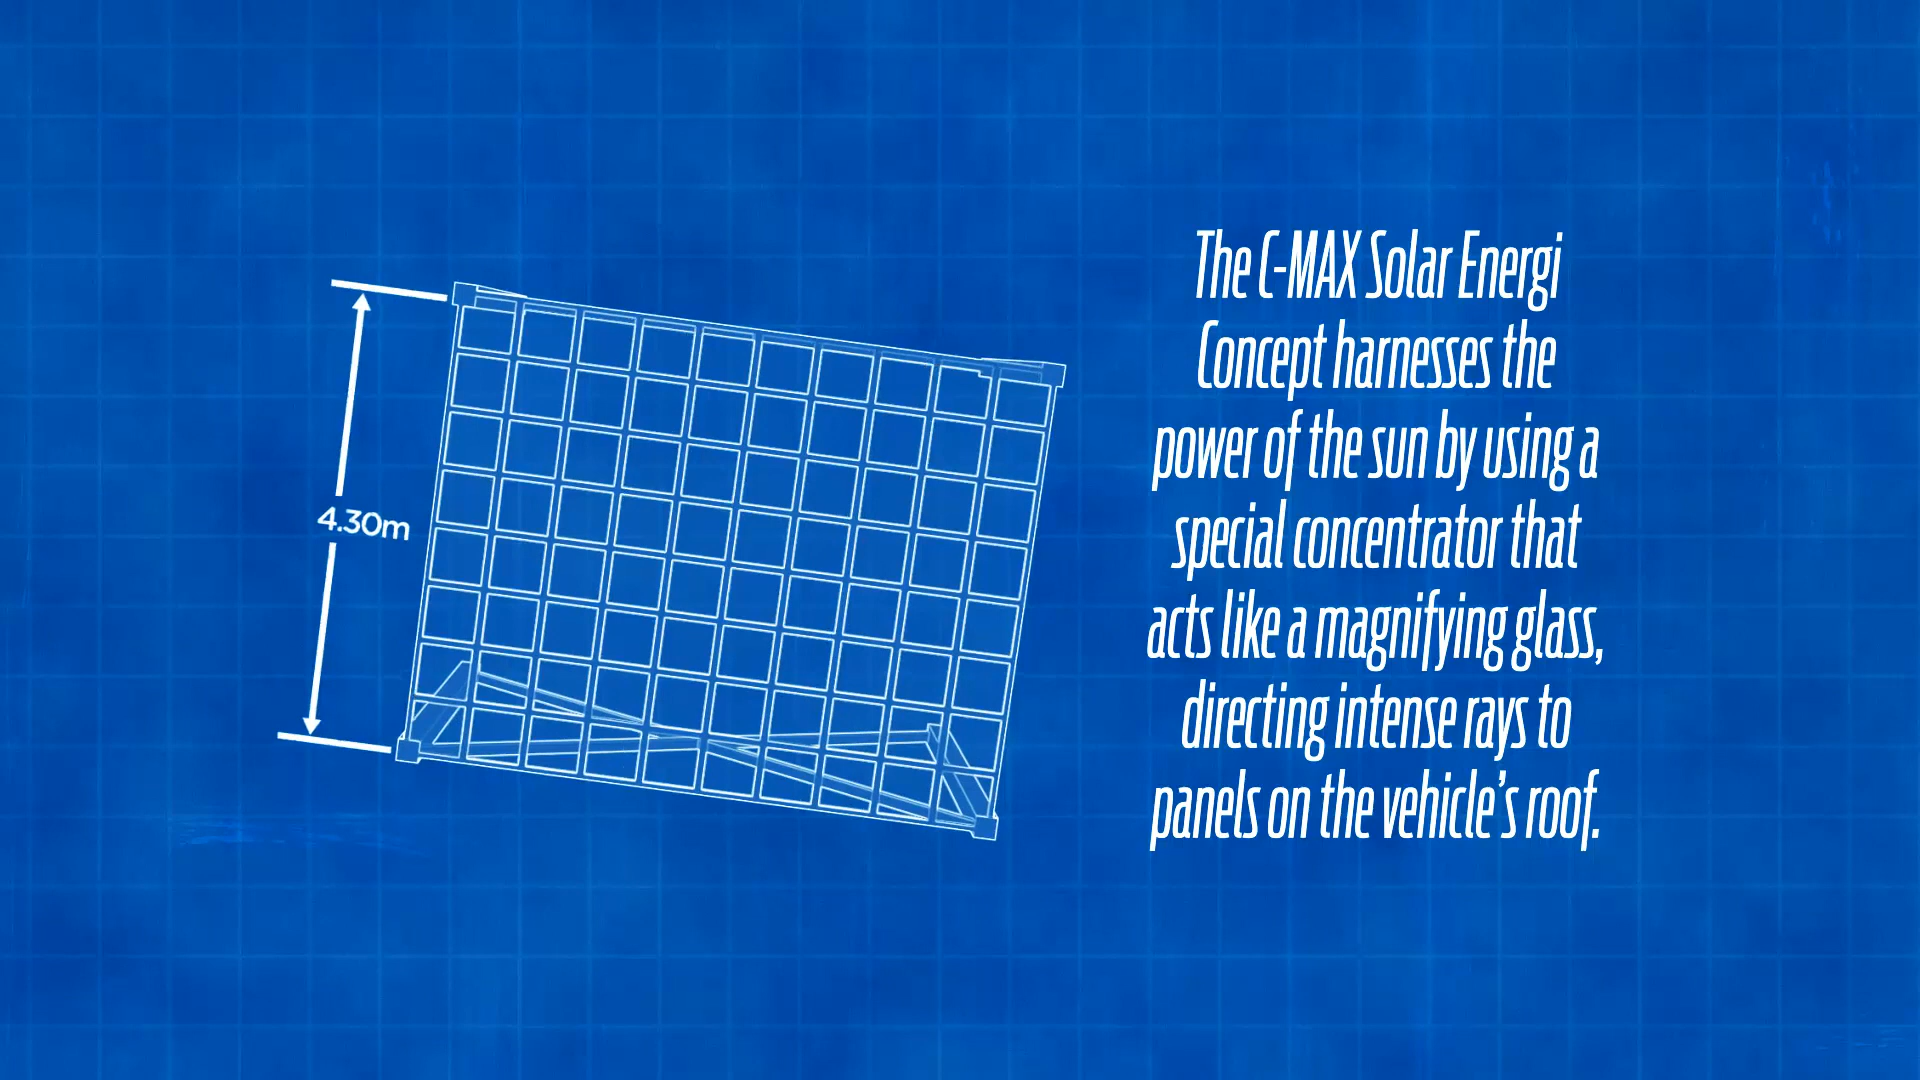 4.30m
The C-MAX Solar Energi
Concept harnesses the
power of the sun by using a
special concentrator that
acts like a magnifying glass,
directing intense rays to
panels on the vehicle's roof.